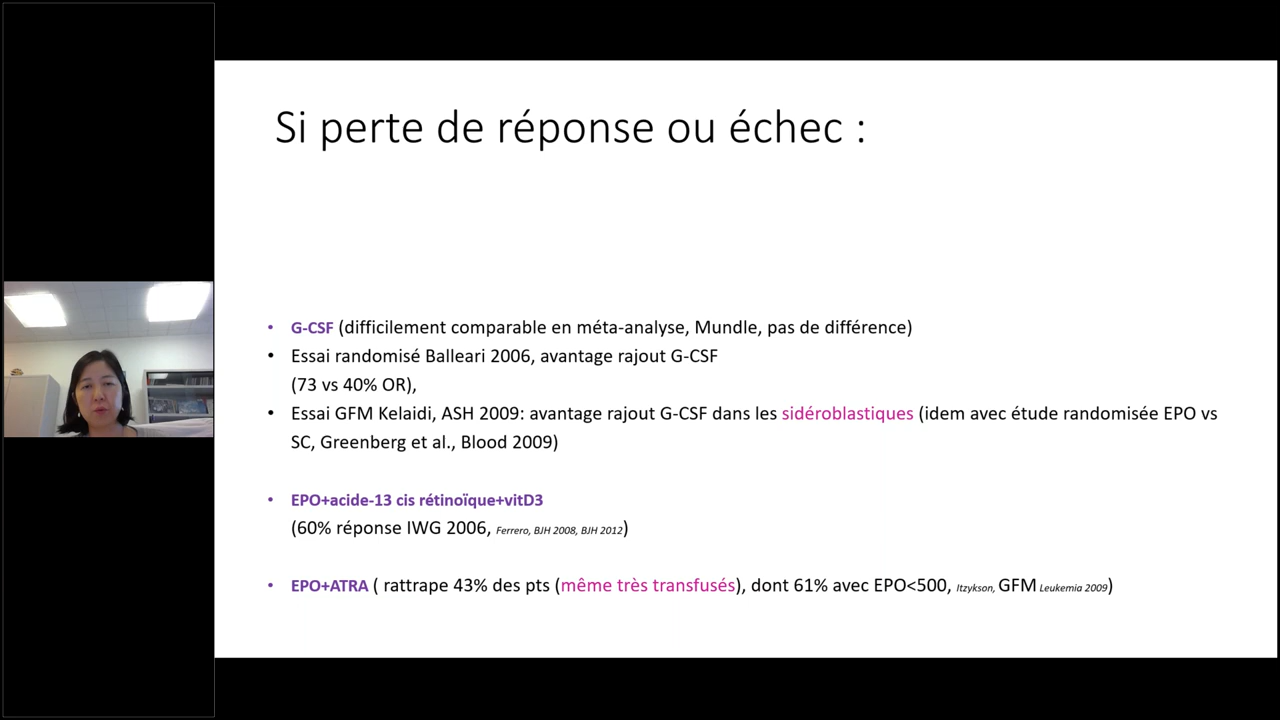 Si perte de réponse ou échec :
• G-CSF (difficilement comparable en méta-analyse, Mundle, pas de différence)
• Essai randomisé Balleari 2006, avantage rajout G-CSF
(73 vs 40% OR),
• Essai GFM Kelaidi, ASH 2009: avantage rajout G-CSF dans les sidéroblastiques (idem avec étude randomisée EPO vs
SC, Greenberg et al., Blood 2009)
• EPO+acide-13 cis rétinoïque+vitD3
(60% réponse IWG 2006, Ferrero, BJH 2008, BJH 2012)
• EPO+ATRA ( rattrape 43% des pts (même très transfusés), dont 61% avec EPO<500, Itzykson, GFM Leukemia 2009)